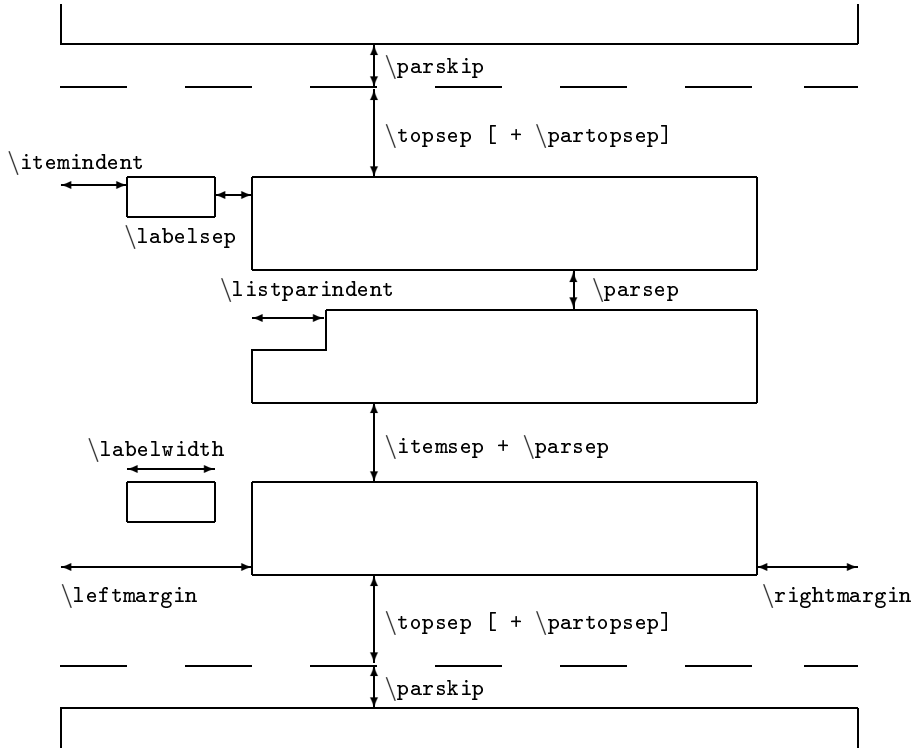 \parskip
\topsep [ + \partopsep]
\itemindent
\labelsep
\listparindent
\parsep
\itemsep + \parsep
\labelwidth
\leftmargin
\rightmargin
\topsep [ + \partopsep]
\parskip